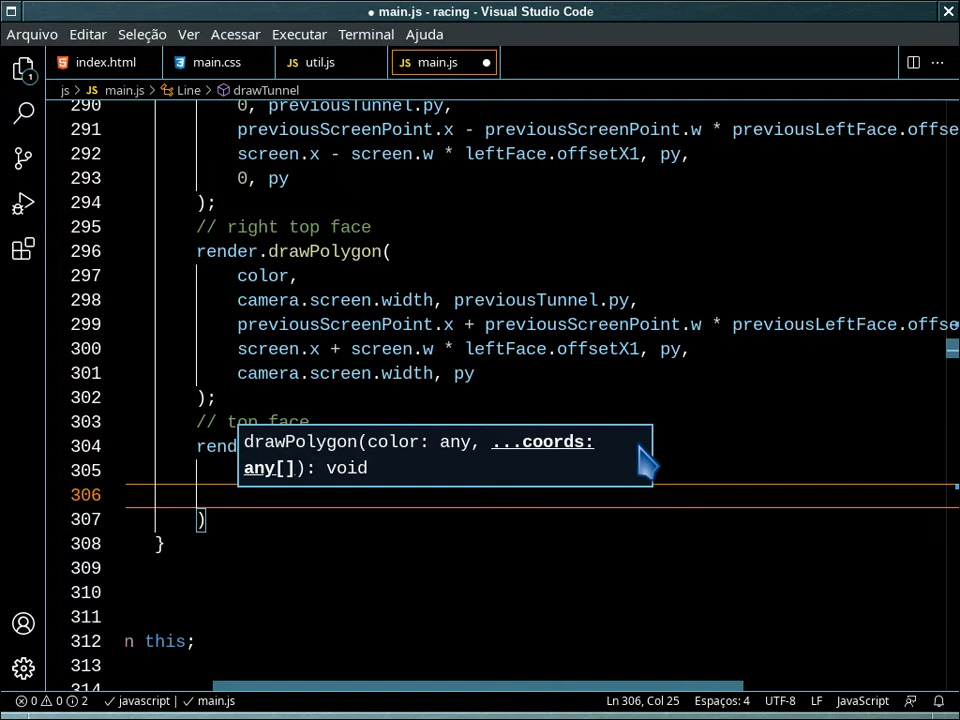 ● main.js - racing - Visual Studio Code
Arquivo Editar Seleção Ver Acessar Executar Terminal Ajuda
1
index.html main.css JS util.js JS main.js ●
js > JS main.js > Line > drawTunnel
290 0, previousTunnel.py,
291 previousScreenPoint.x - previousScreenPoint.w * previousLeftFace.offse
292 screen.x - screen.w * leftFace.offsetX1, py,
293 0, py
294 );
295 // right top face
296 render.drawPolygon(
297 color,
298 camera.screen.width, previousTunnel.py,
299 previousScreenPoint.x + previousScreenPoint.w * previousLeftFace.offse
300 screen.x + screen.w * leftFace.offsetX1, py,
301 camera.screen.width, py
302 );
303 // top face
304 rend
drawPolygon(color: any, ...coords:
any[]): void
305
306
307 )
308 }
309
310
311
312 n this;
313
314
0 0 2 javascript | main.js Ln 306, Col 25 Espaços: 4 UTF-8 LF JavaScript